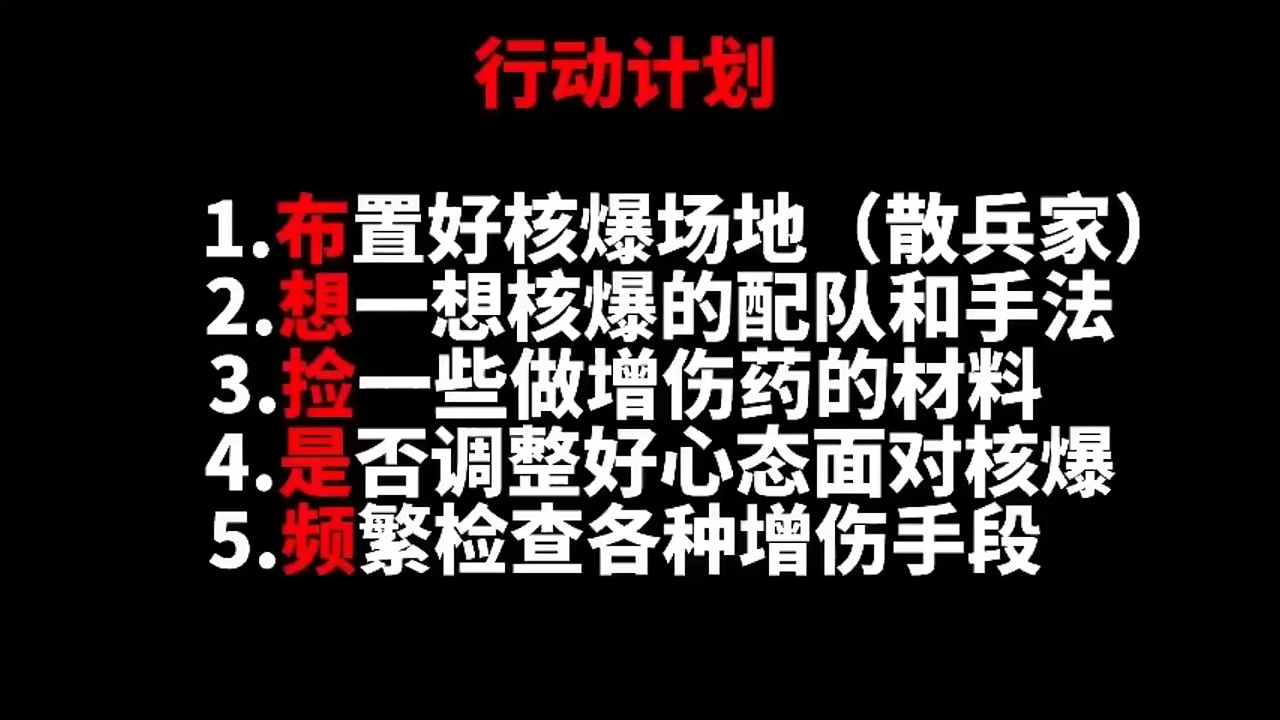 行动计划
1.布置好核爆场地（散兵家）
2.想一想核爆的配队和手法
3.捡一些做增伤药的材料
4.是否调整好心态面对核爆
5.频繁检查各种增伤手段